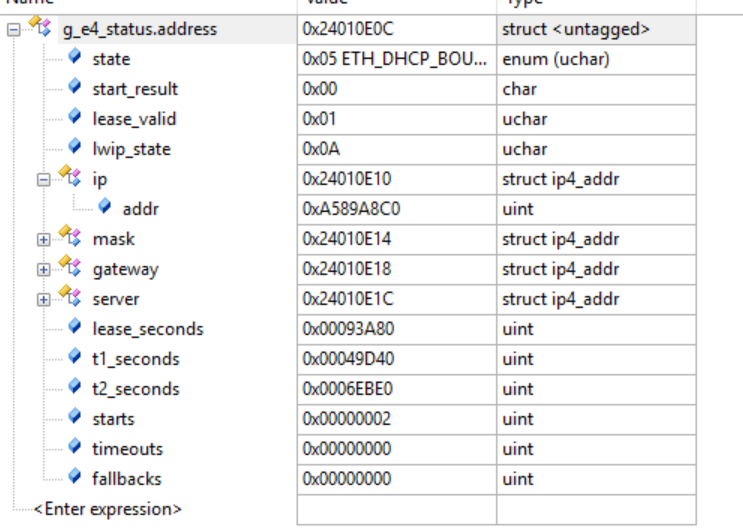 Name Value Type
g_e4_status.address 0x24010E0C struct <untagged>
state 0x05 ETH_DHCP_BOU... enum (uchar)
start_result 0x00 char
lease_valid 0x01 uchar
lwip_state 0x0A uchar
ip 0x24010E10 struct ip4_addr
addr 0xA589A8C0 uint
mask 0x24010E14 struct ip4_addr
gateway 0x24010E18 struct ip4_addr
server 0x24010E1C struct ip4_addr
lease_seconds 0x00093A80 uint
t1_seconds 0x00049D40 uint
t2_seconds 0x0006EBE0 uint
starts 0x00000002 uint
timeouts 0x00000000 uint
fallbacks 0x00000000 uint
<Enter expression>